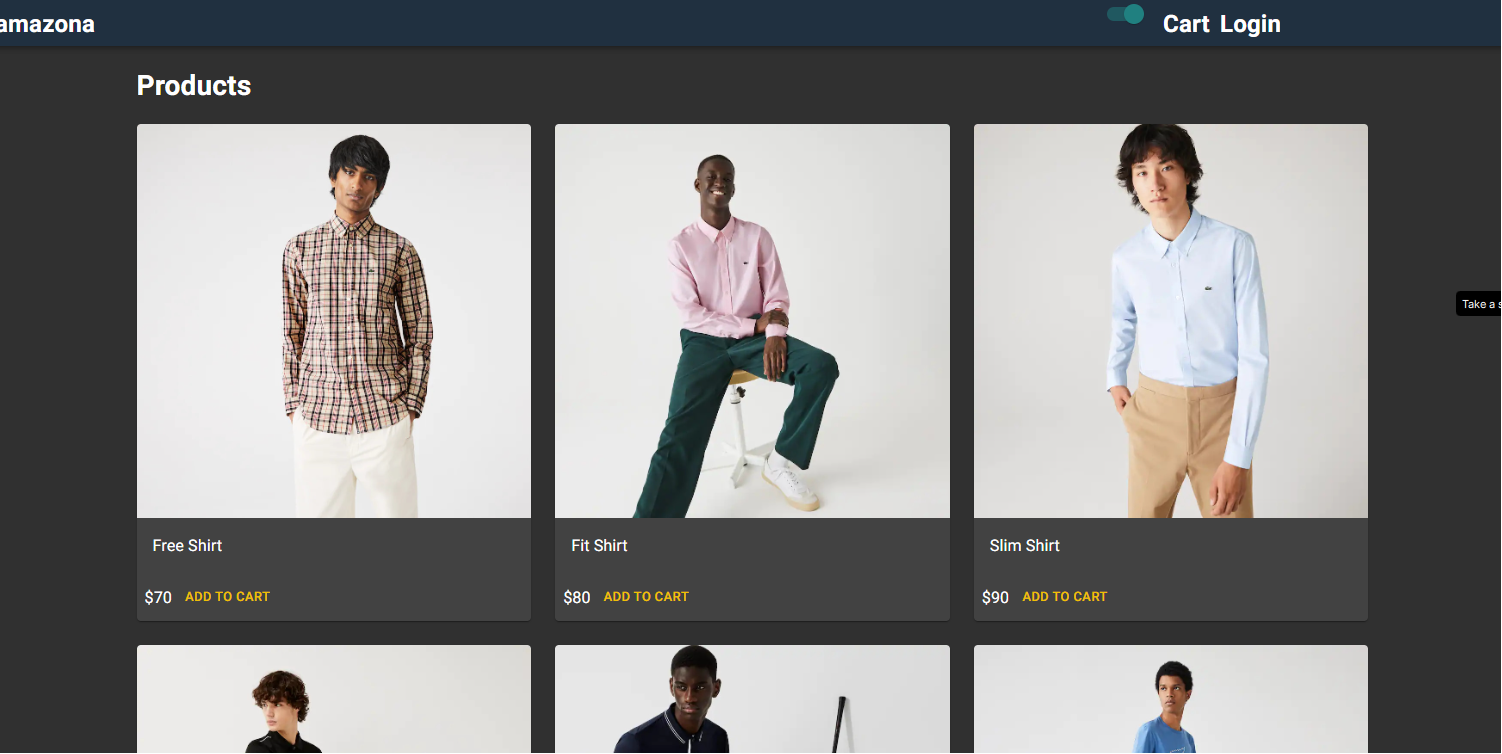 amazona
Cart Login
Products
Free Shirt
$70 ADD TO CART
Fit Shirt
$80 ADD TO CART
Slim Shirt
$90 ADD TO CART
Take a